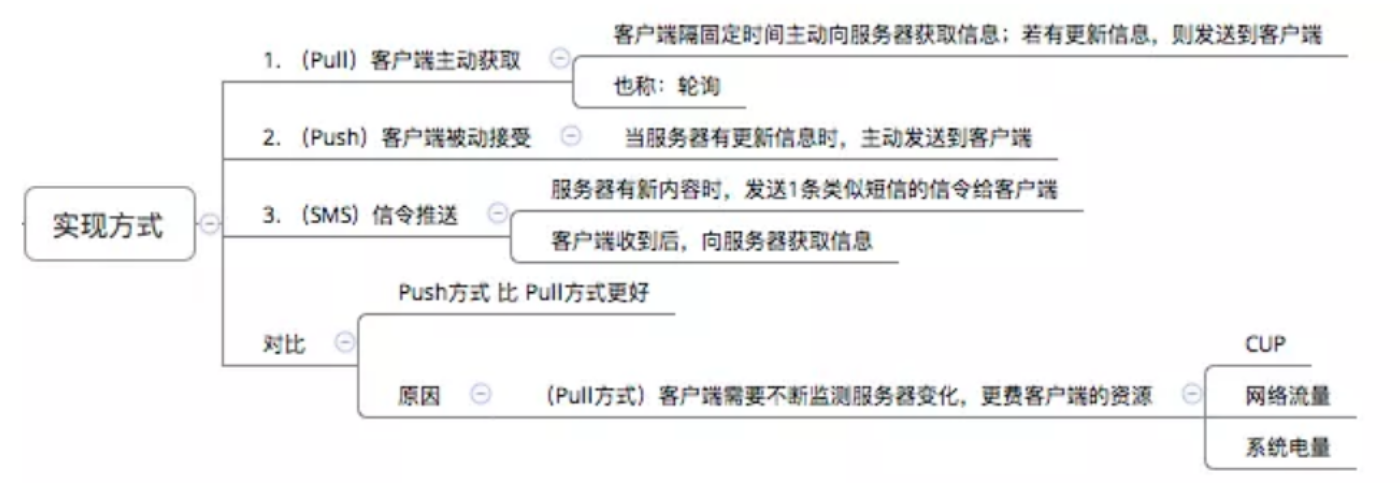 客户端隔固定时间主动向服务器获取信息；若有更新信息，则发送到客户端
1. （Pull）客户端主动获取
也称：轮询
2. （Push）客户端被动接受
当服务器有更新信息时，主动发送到客户端
服务器有新内容时，发送1条类似短信的信令给客户端
3. （SMS）信令推送
实现方式
客户端收到后，向服务器获取信息
Push方式 比 Pull方式更好
对比
CUP
原因
（Pull方式）客户端需要不断监测服务器变化，更费客户端的资源
网络流量
系统电量